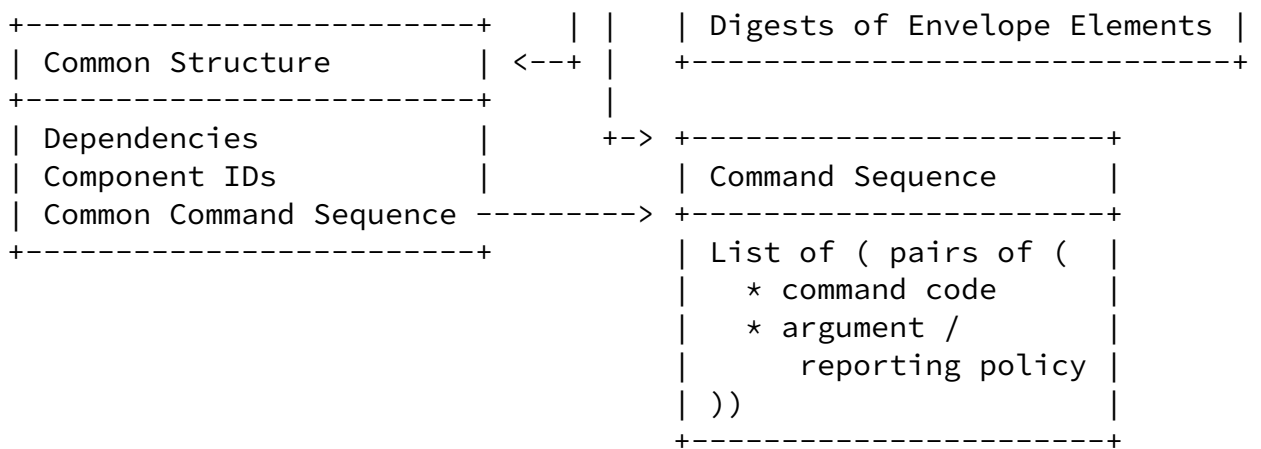 +-------------------------+     | |   | Digests of Envelope Elements |
| Common Structure        | <--+ |   +------------------------------+
+-------------------------+      |
| Dependencies            |      +-> +-----------------------+
| Component IDs           |          | Command Sequence      |
| Common Command Sequence ---------> +-----------------------+
+-------------------------+          | List of ( pairs of (  |
                                     |   * command code      |
                                     |   * argument /        |
                                     |      reporting policy |
                                     | ))                    |
                                     +-----------------------+